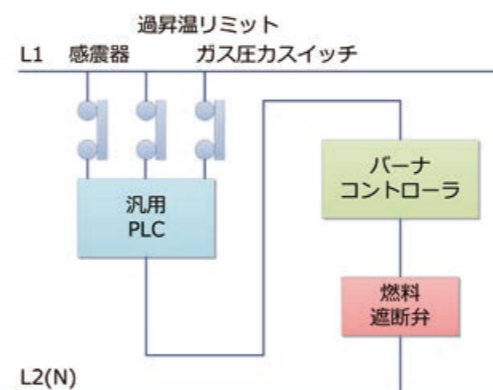 過昇温リミット
L1 感震器 ガス圧力スイッチ
汎用
PLC
バーナ
コントローラ
燃料
遮断弁
L2(N)